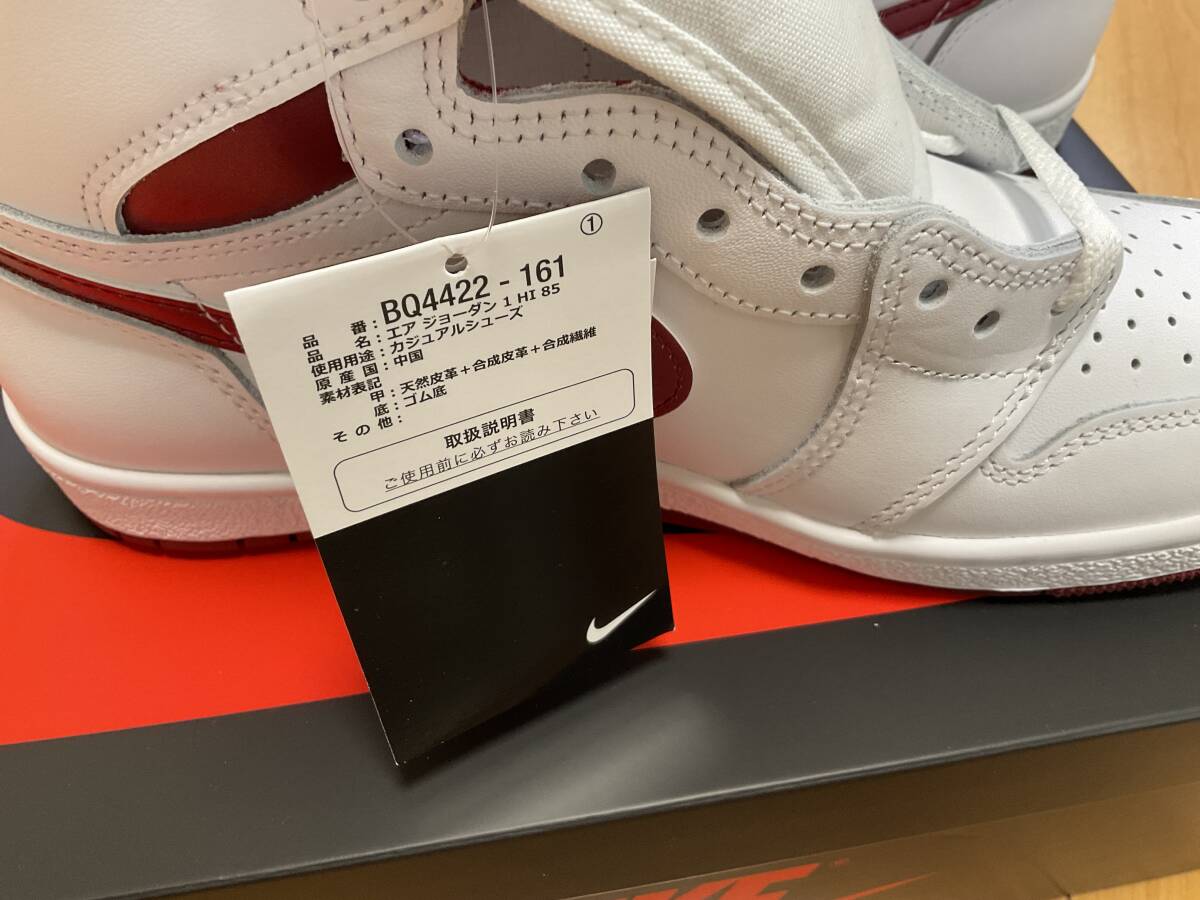 ①
品番：BQ4422 - 161
品名：エア ジョーダン 1 HI 85
使用用途：カジュアルシューズ
原産国：中国
素材表記
甲：天然皮革＋合成皮革＋合成繊維
底：ゴム底
その他：
取扱説明書
ご使用前に必ずお読み下さい